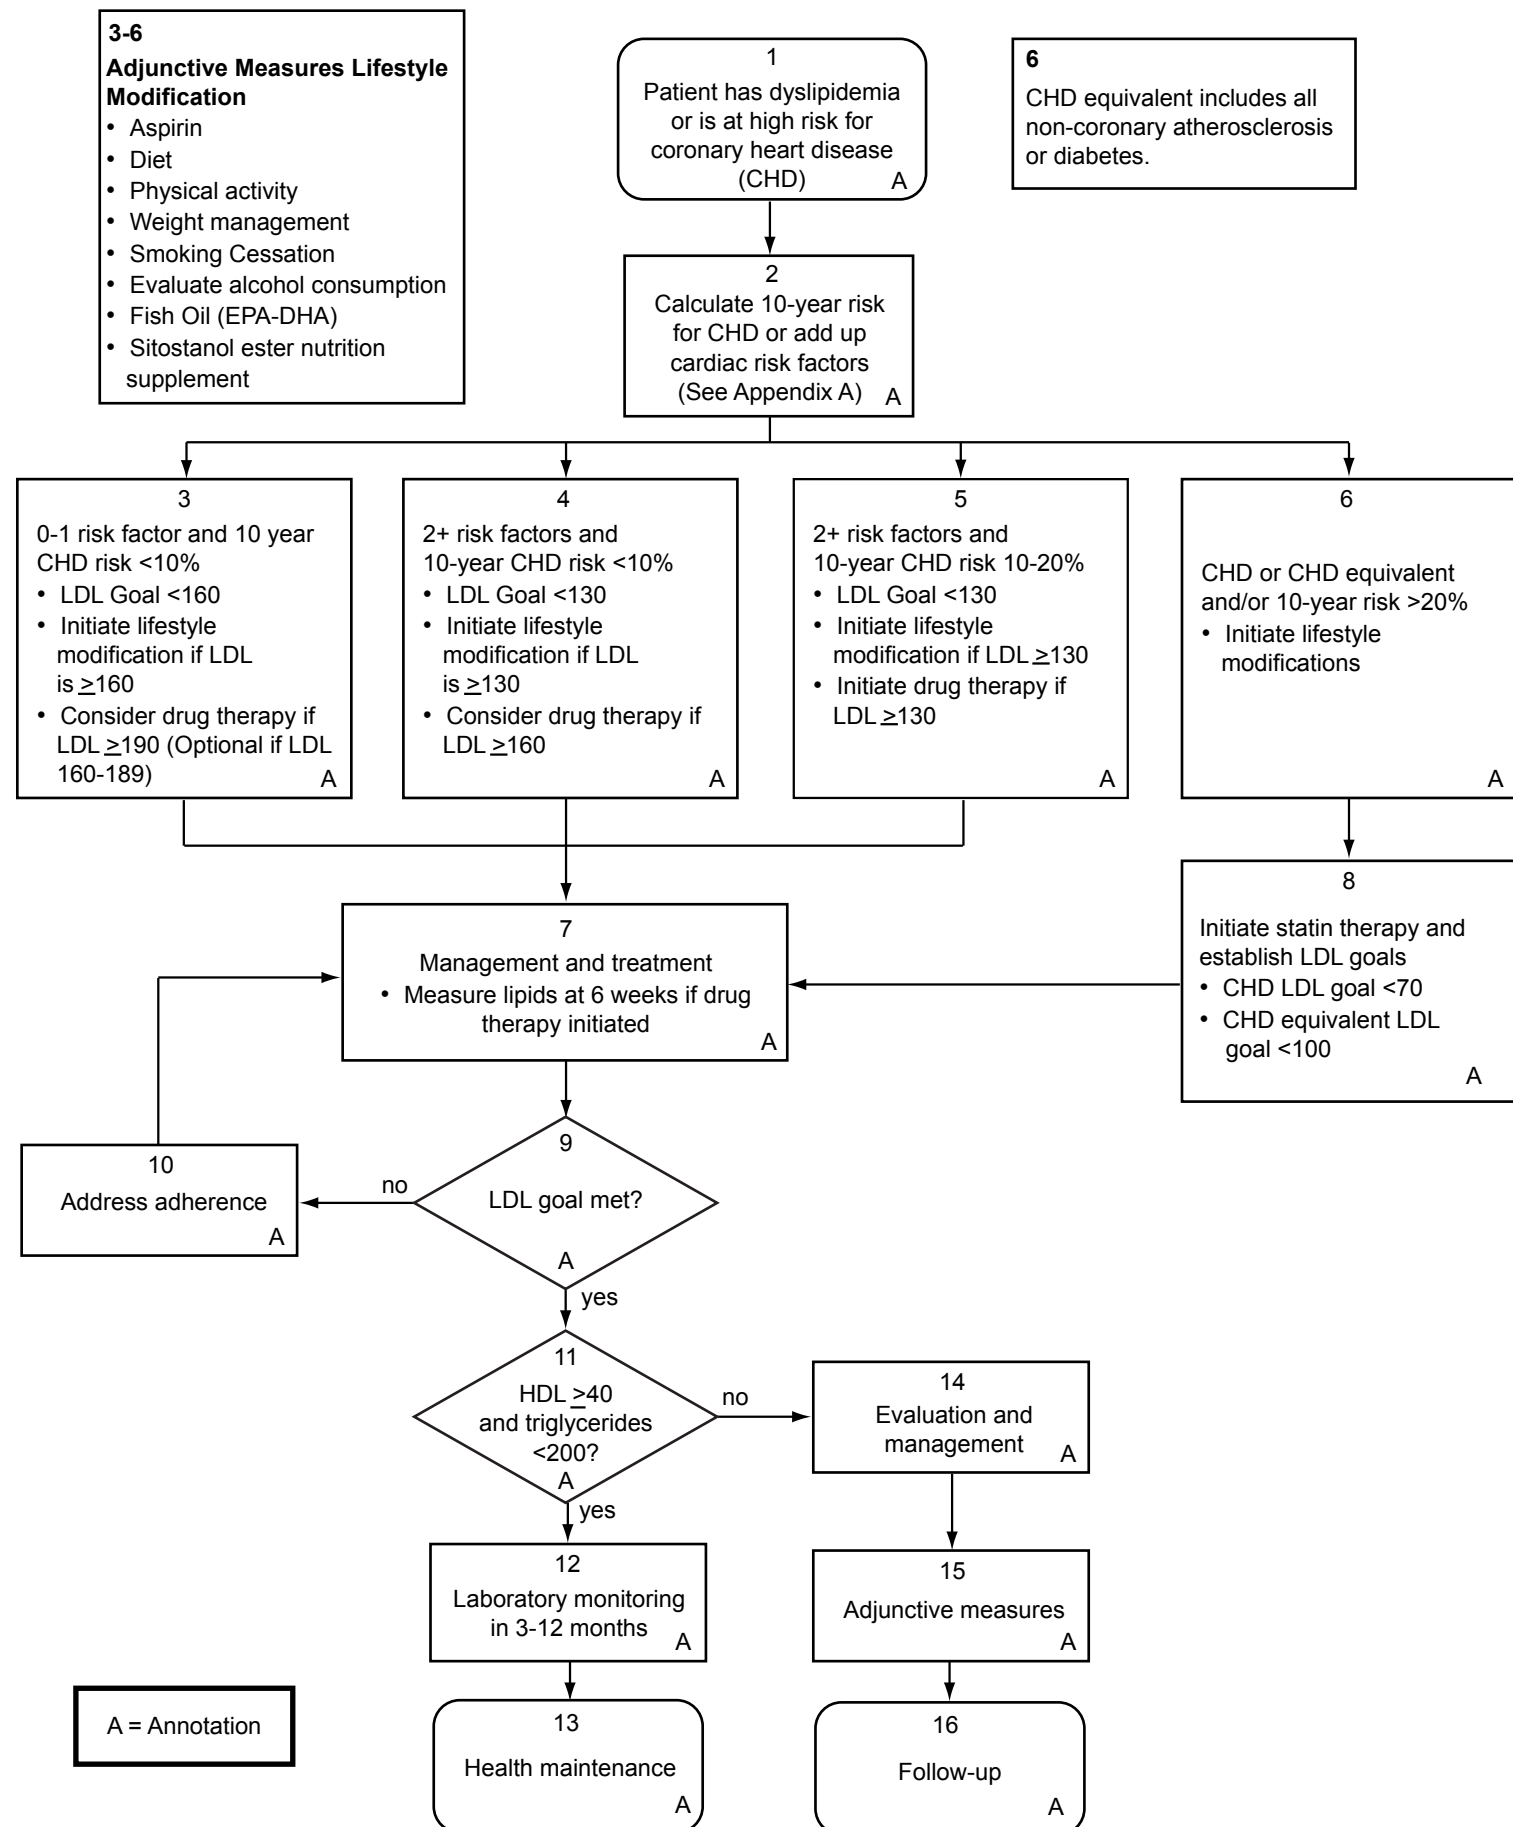 3-6
Adjunctive Measures Lifestyle
Modification
• Aspirin
• Diet
• Physical activity
• Weight management
• Smoking Cessation
• Evaluate alcohol consumption
• Fish Oil (EPA-DHA)
• Sitostanol ester nutrition
supplement
1
Patient has dyslipidemia
or is at high risk for
coronary heart disease
(CHD)
A
6
CHD equivalent includes all
non-coronary atherosclerosis
or diabetes.
2
Calculate 10-year risk
for CHD or add up
cardiac risk factors
(See Appendix A)
A
3
0-1 risk factor and 10 year
CHD risk <10%
• LDL Goal <160
• Initiate lifestyle
modification if LDL
is ≥160
• Consider drug therapy if
LDL ≥190 (Optional if LDL
160-189)
A
4
2+ risk factors and
10-year CHD risk <10%
• LDL Goal <130
• Initiate lifestyle
modification if LDL
is ≥130
• Consider drug therapy if
LDL ≥160
A
5
2+ risk factors and
10-year CHD risk 10-20%
• LDL Goal <130
• Initiate lifestyle
modification if LDL ≥130
• Initiate drug therapy if
LDL ≥130
A
6
CHD or CHD equivalent
and/or 10-year risk >20%
• Initiate lifestyle
modifications
A
8
Initiate statin therapy and
establish LDL goals
• CHD LDL goal <70
• CHD equivalent LDL
goal <100
A
7
Management and treatment
• Measure lipids at 6 weeks if drug
therapy initiated
A
9
LDL goal met?
A
no
10
Address adherence
A
yes
11
HDL ≥40
and triglycerides
<200?
A
no
14
Evaluation and
management
A
yes
12
Laboratory monitoring
in 3-12 months
A
15
Adjunctive measures
A
13
Health maintenance
A
16
Follow-up
A
A = Annotation